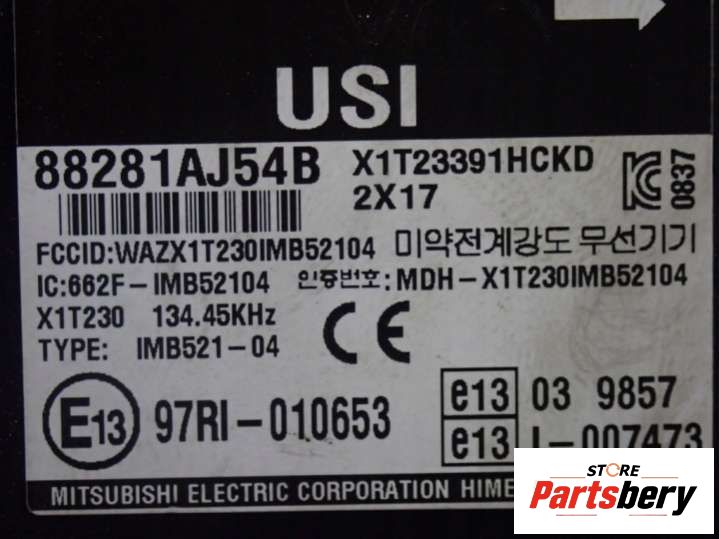 USI
88281AJ54B X1T23391HCKD
2X17
0837
FCCID:WAZX1T230IMB52104 미약전계강도 무선기기
IC:662F-IMB52104 인증번호:MDH-X1T230IMB52104
X1T230 134.45KHz
TYPE: IMB521-04
CE
E13 97RI-010653
e13 03 9857
e13 I-007473
MITSUBISHI ELECTRIC CORPORATION
STORE
Partsbery